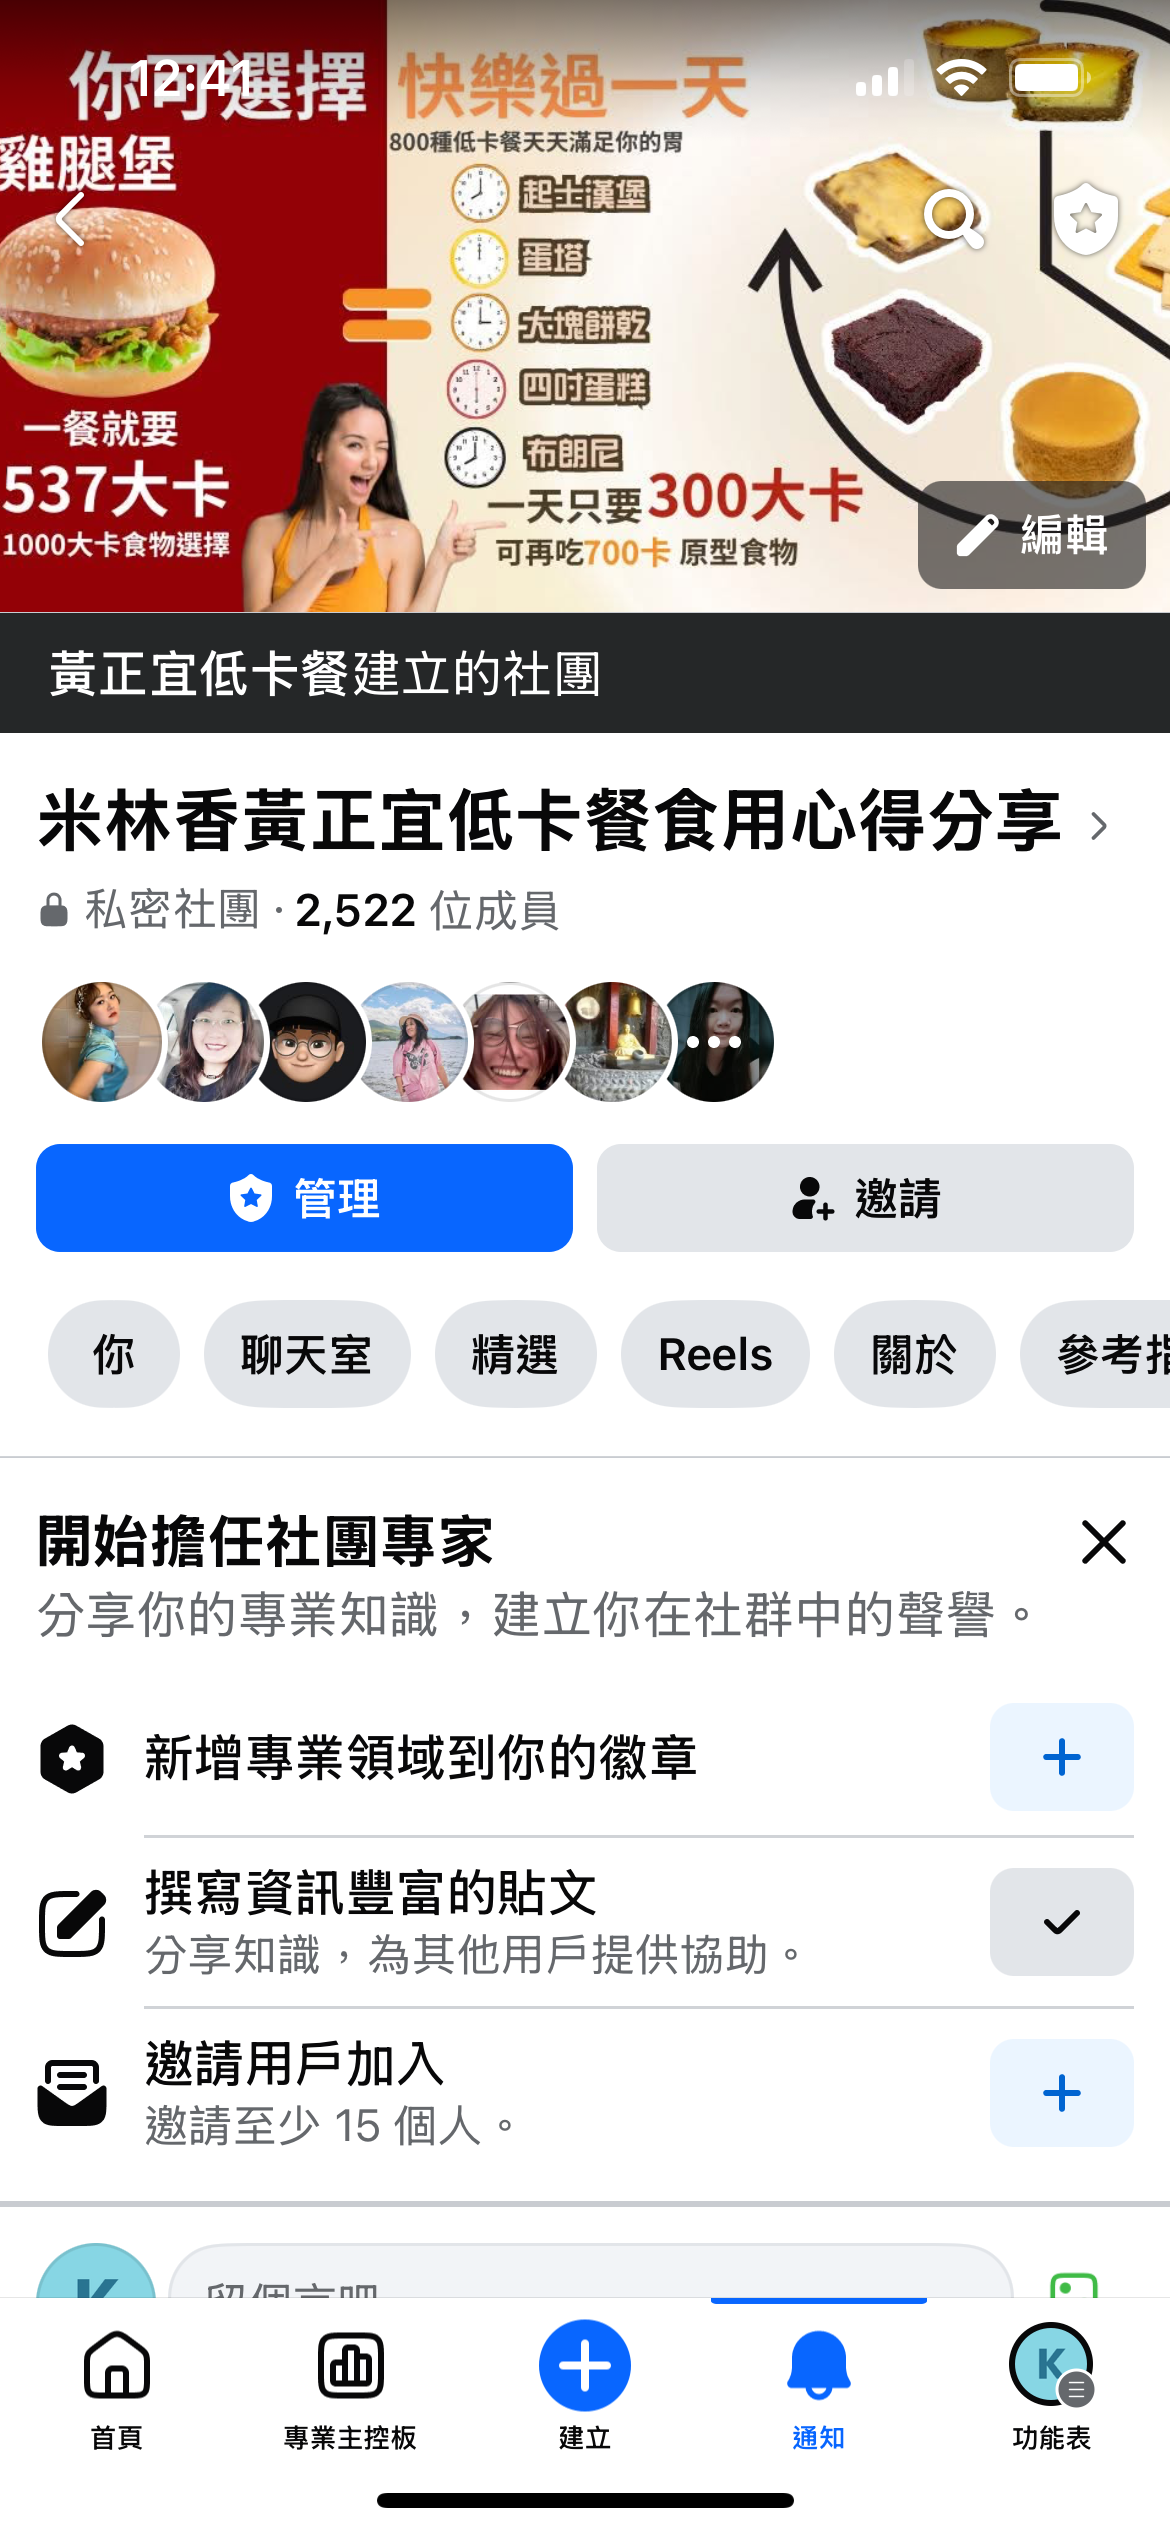 你可選擇
12:41
快樂過一天
800種低卡餐天天滿足你的胃
雞腿堡
起士漢堡
蛋塔
大塊餅乾
四吋蛋糕
布朗尼
一餐就要
537大卡
1000大卡食物選擇
一天只要300大卡
可再吃700卡 原型食物
編輯
黃正宜低卡餐建立的社團
米林香黃正宜低卡餐食用心得分享
私密社團 · 2,522 位成員
管理
邀請
你
聊天室
精選
Reels
關於
參考指
開始擔任社團專家
分享你的專業知識，建立你在社群中的聲譽。
新增專業領域到你的徽章
撰寫資訊豐富的貼文
分享知識，為其他用戶提供協助。
邀請用戶加入
邀請至少 15 個人。
K
留個言吧
首頁
專業主控板
建立
通知
K
功能表